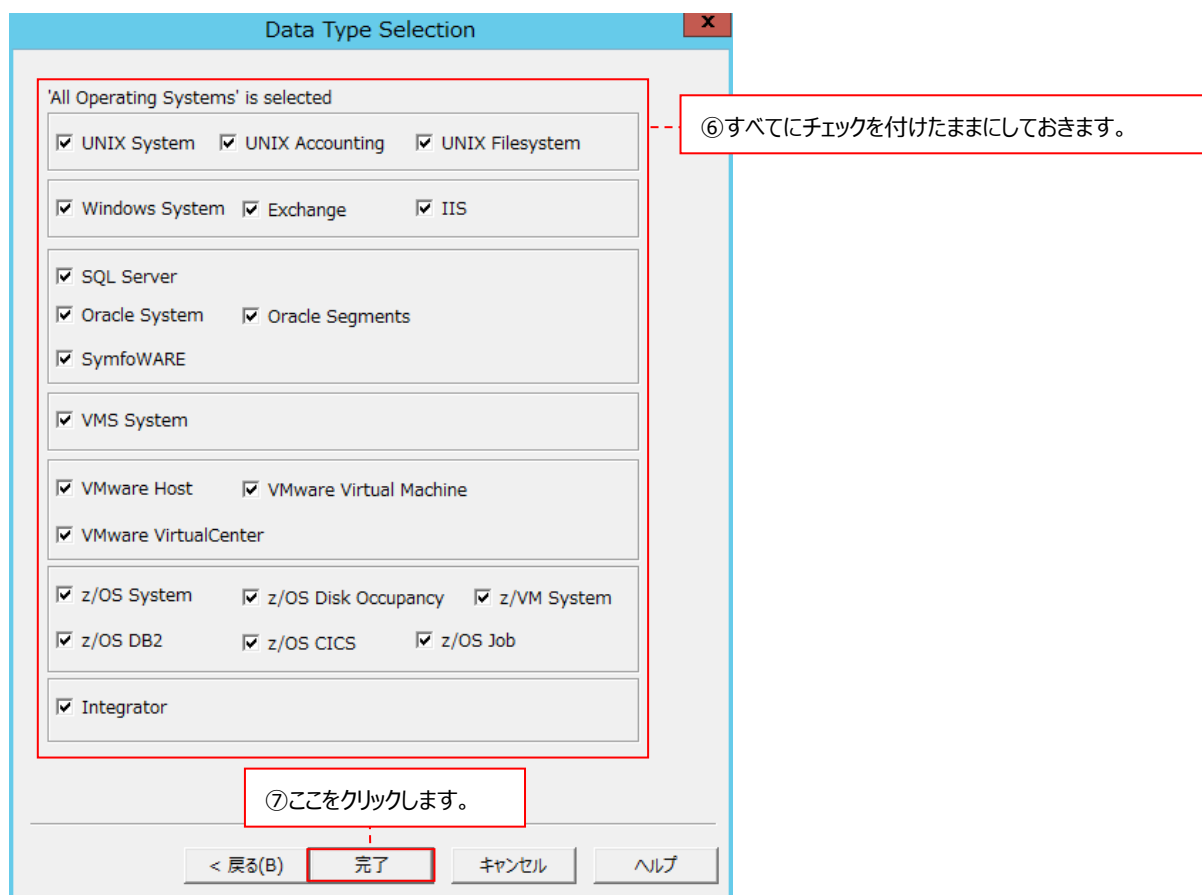 Data Type Selection
x
'All Operating Systems' is selected
⑥すべてにチェックを付けたままにしておきます。
UNIX System UNIX Accounting UNIX Filesystem
Windows System Exchange IIS
SQL Server
Oracle System Oracle Segments
SymfoWARE
VMS System
VMware Host VMware Virtual Machine
VMware VirtualCenter
z/OS System z/OS Disk Occupancy z/VM System
z/OS DB2 z/OS CICS z/OS Job
Integrator
⑦ここをクリックします。
< 戻る(B) 完了 キャンセル ヘルプ